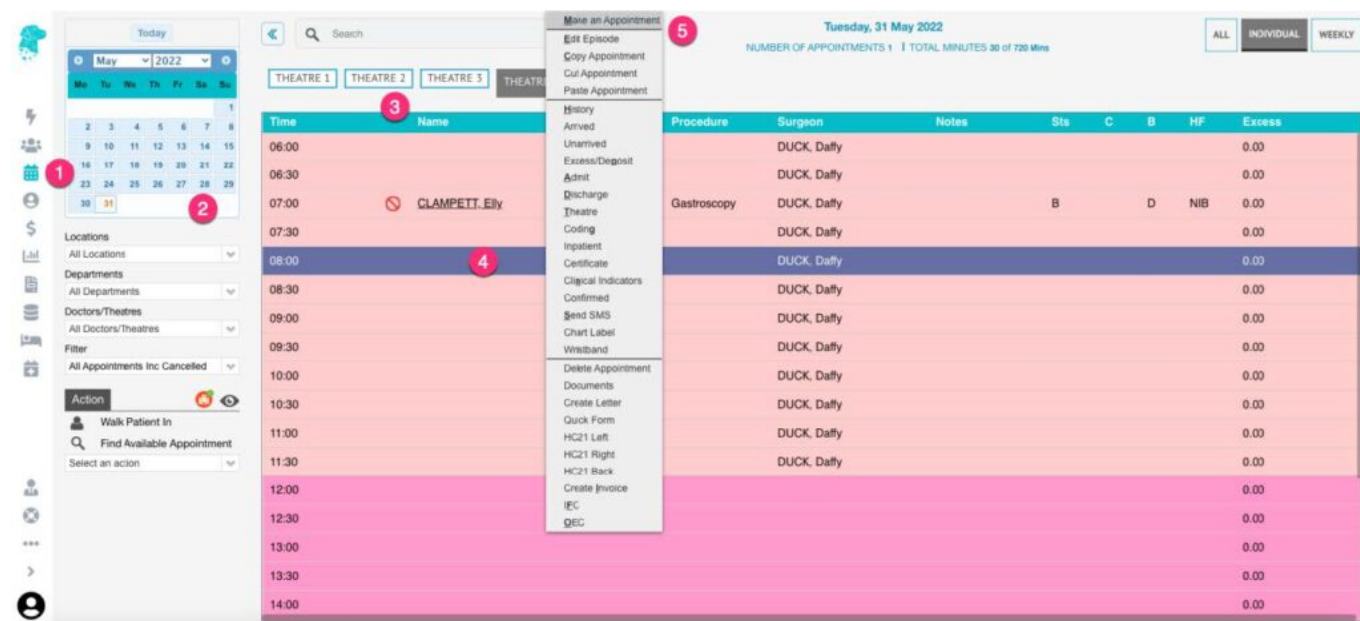 Today
May 2022
Mo Tu We Th Fr Sa Su
1
2 3 4 5 6 7 8
9 10 11 12 13 14 15
16 17 18 19 20 21 22
23 24 25 26 27 28 29
30 31
1
2
Locations
All Locations
Departments
All Departments
Doctors/Theatres
All Doctors/Theatres
Filter
All Appointments Inc Cancelled
Action
Walk Patient In
Find Available Appointment
Select an action
Search
Tuesday, 31 May 2022
NUMBER OF APPOINTMENTS 1 | TOTAL MINUTES 30 of 720 Mins
ALL INDIVIDUAL WEEKLY
THEATRE 1 THEATRE 2 THEATRE 3
3
Time Name Procedure Surgeon Notes Sts C B HF Excess
06:00 DUCK, Daffy 0.00
06:30 DUCK, Daffy 0.00
07:00 CLAMPETT, Elly Gastroscopy DUCK, Daffy B D NIB 0.00
07:30 DUCK, Daffy 0.00
08:00 4 DUCK, Daffy 0.00
08:30 DUCK, Daffy 0.00
09:00 DUCK, Daffy 0.00
09:30 DUCK, Daffy 0.00
10:00 DUCK, Daffy 0.00
10:30 DUCK, Daffy 0.00
11:00 DUCK, Daffy 0.00
11:30 DUCK, Daffy 0.00
12:00 0.00
12:30 0.00
13:00 0.00
13:30 0.00
14:00 0.00
Make an Appointment
5
Edit Episode
Copy Appointment
Cut Appointment
Paste Appointment
History
Arrived
Unarrived
Excess/Deposit
Admit
Discharge
Theatre
Coding
Inpatient
Certificate
Clinical Indicators
Confirmed
Send SMS
Chart Label
Wristband
Delete Appointment
Documents
Create Letter
Quick Form
HC21 Left
HC21 Right
HC21 Back
Create Invoice
IFC
OEC